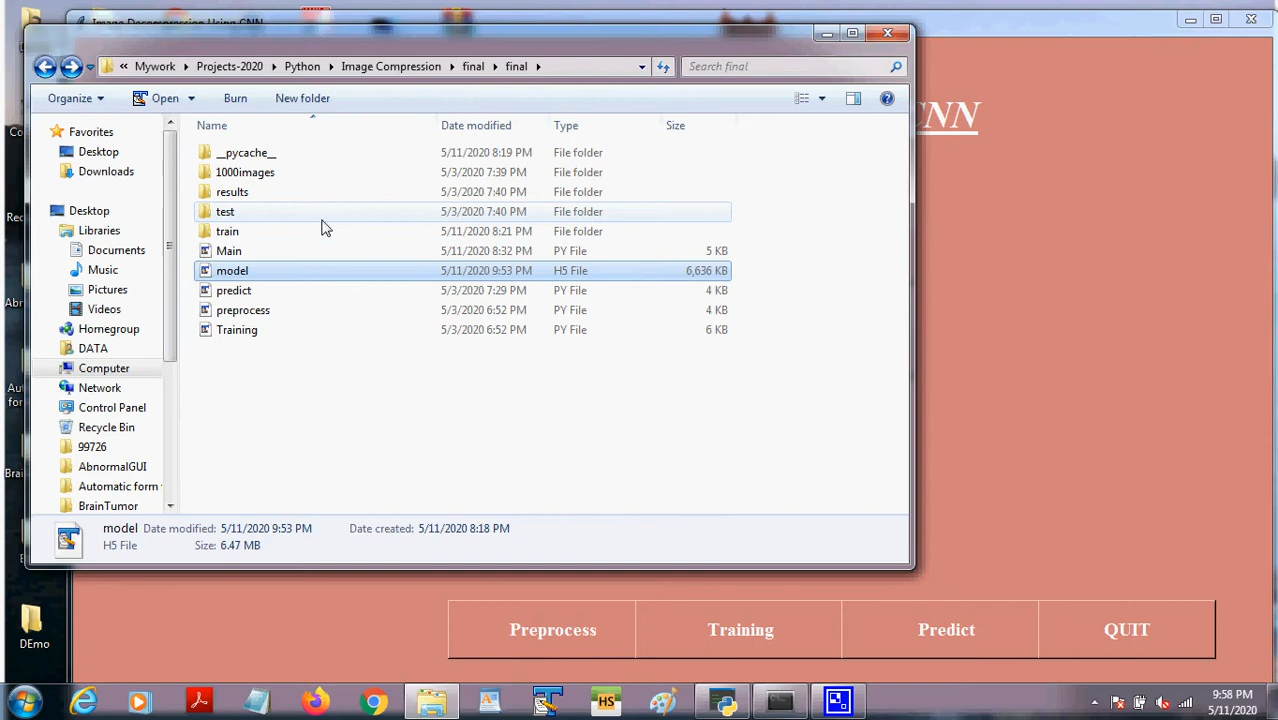 Image Decompression Using CNN
CNN
Mywork
Projects-2020
Python
Image Compression
final
final
Search final
Organize
Open
Burn
New folder
Name
Date modified
Type
Size
__pycache__
5/11/2020 8:19 PM
File folder
1000images
5/3/2020 7:39 PM
File folder
results
5/3/2020 7:40 PM
File folder
test
5/3/2020 7:40 PM
File folder
train
5/11/2020 8:21 PM
File folder
Main
5/11/2020 8:32 PM
PY File
5 KB
model
5/11/2020 9:53 PM
H5 File
6,636 KB
predict
5/3/2020 7:29 PM
PY File
4 KB
preprocess
5/3/2020 6:52 PM
PY File
4 KB
Training
5/3/2020 6:52 PM
PY File
6 KB
Favorites
Desktop
Downloads
Desktop
Libraries
Documents
Music
Pictures
Videos
Homegroup
DATA
Computer
Network
Control Panel
Recycle Bin
99726
AbnormalGUI
Automatic form
BrainTumor
model
Date modified: 5/11/2020 9:53 PM
Date created: 5/11/2020 8:18 PM
H5 File
Size: 6.47 MB
Preprocess
Training
Predict
QUIT
DEmo
HS
9:58 PM
5/11/2020